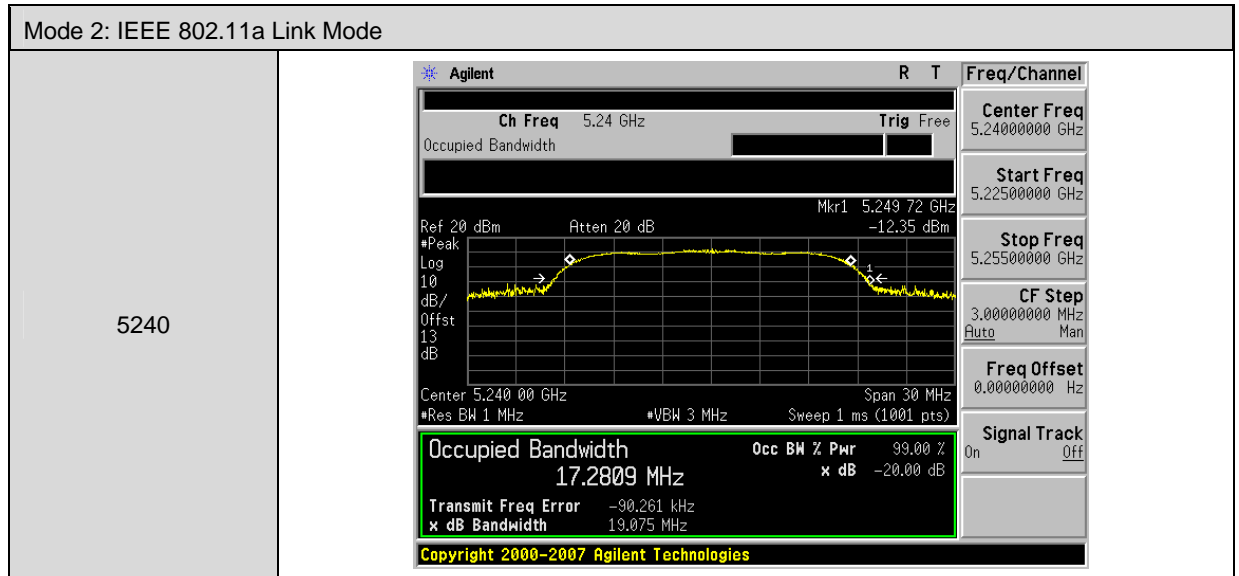 Mode 2: IEEE 802.11a Link Mode
5240
Agilent R T
Ch Freq 5.24 GHz Trig Free
Occupied Bandwidth
Mkr1 5.249 72 GHz
Ref 20 dBm Atten 20 dB -12.35 dBm
#Peak
Log
10
dB/
Offst
13
dB
1
Center 5.240 00 GHz Span 30 MHz
#Res BW 1 MHz #VBW 3 MHz Sweep 1 ms (1001 pts)
Occupied Bandwidth Occ BW % Pwr 99.00 %
17.2809 MHz x dB -20.00 dB
Transmit Freq Error -90.261 kHz
x dB Bandwidth 19.075 MHz
Copyright 2000-2007 Agilent Technologies
Freq/Channel
Center Freq
5.24000000 GHz
Start Freq
5.22500000 GHz
Stop Freq
5.25500000 GHz
CF Step
3.00000000 MHz
Auto Man
Freq Offset
0.00000000 Hz
Signal Track
On Off